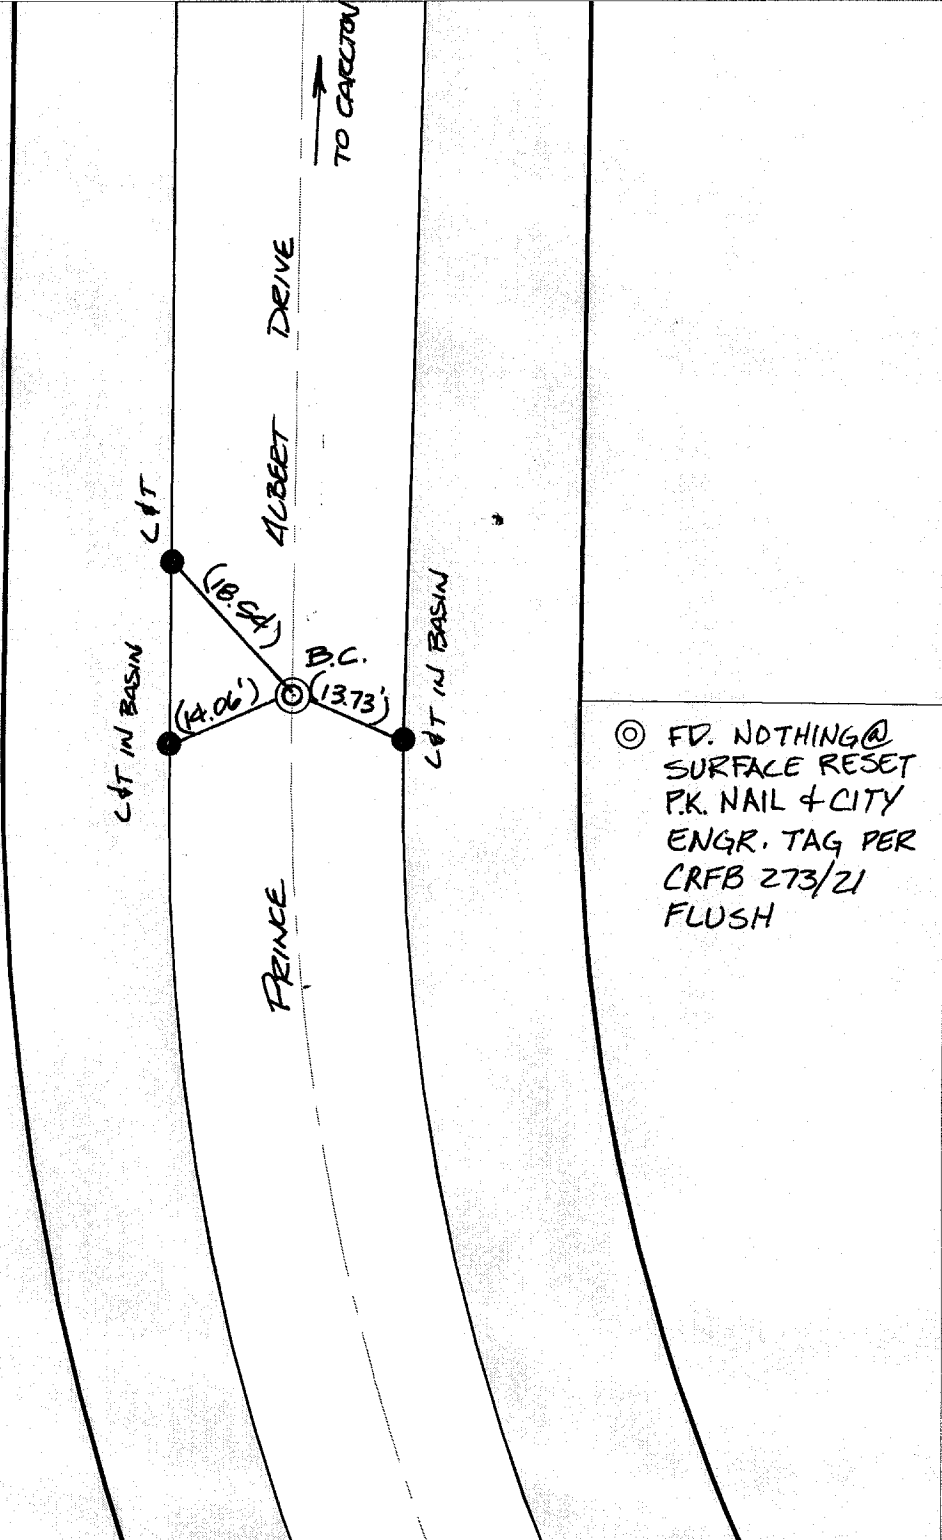 TO CARLTON
PRINCE ALBERT DRIVE
L&T
(18.54')
B.C.
L&T IN BASIN
(14.06')
(13.73')
L&T IN BASIN
FD. NOTHING@
SURFACE RESET
P.K. NAIL & CITY
ENGR. TAG PER
CRFB 273/21
FLUSH